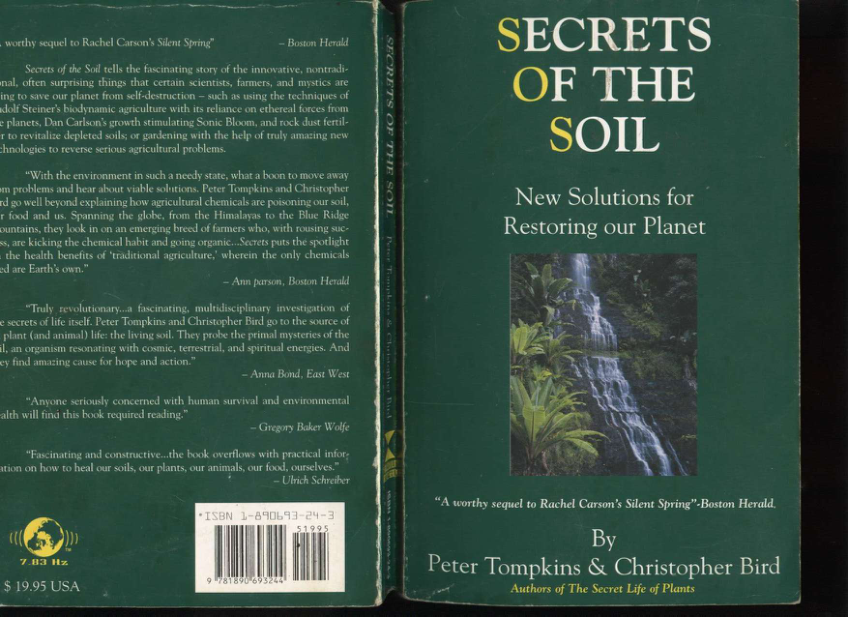 worthy sequel to Rachel Carson's Silent Spring" – Boston Herald
Secrets of the Soil tells the fascinating story of the innovative, nontradi-
onal, often surprising things that certain scientists, farmers, and mystics are
ing to save our planet from self-destruction – such as using the techniques of
dolf Steiner's biodynamic agriculture with its reliance on ethereal forces from
e planets, Dan Carlson's growth stimulating Sonic Bloom, and rock dust fertil-
er to revitalize depleted soils; or gardening with the help of truly amazing new
chnologies to reverse serious agricultural problems.
"With the environment in such a needy state, what a boon to move away
om problems and hear about viable solutions. Peter Tompkins and Christopher
rd go well beyond explaining how agricultural chemicals are poisoning our soil,
r food and us. Spanning the globe, from the Himalayas to the Blue Ridge
ountains, they look in on an emerging breed of farmers who, with rousing suc-
ss, are kicking the chemical habit and going organic...Secrets puts the spotlight
the health benefits of 'traditional agriculture,' wherein the only chemicals
ed are Earth's own."
– Ann parson, Boston Herald
"Truly revolutionary...a fascinating, multidisciplinary investigation of
e secrets of life itself. Peter Tompkins and Christopher Bird go to the source of
plant (and animal) life: the living soil. They probe the primal mysteries of the
il, an organism resonating with cosmic, terrestrial, and spiritual energies. And
ey find amazing cause for hope and action."
– Anna Bond, East West
"Anyone seriously concerned with human survival and environmental
ealth will find this book required reading."
– Gregory Baker Wolfe
"Fascinating and constructive...the book overflows with practical infor-
ation on how to heal our soils, our plants, our animals, our food, ourselves."
– Ulrich Schreiber
ISBN 1-890693-24-3
51995
9 781890 693244
TM
7.83 Hz
$ 19.95 USA
SECRETS OF THE SOIL
Peter Tompkins & Christopher Bird
SECRETS
OF THE
SOIL
New Solutions for
Restoring our Planet
"A worthy sequel to Rachel Carson's Silent Spring"-Boston Herald.
By
Peter Tompkins & Christopher Bird
Authors of The Secret Life of Plants